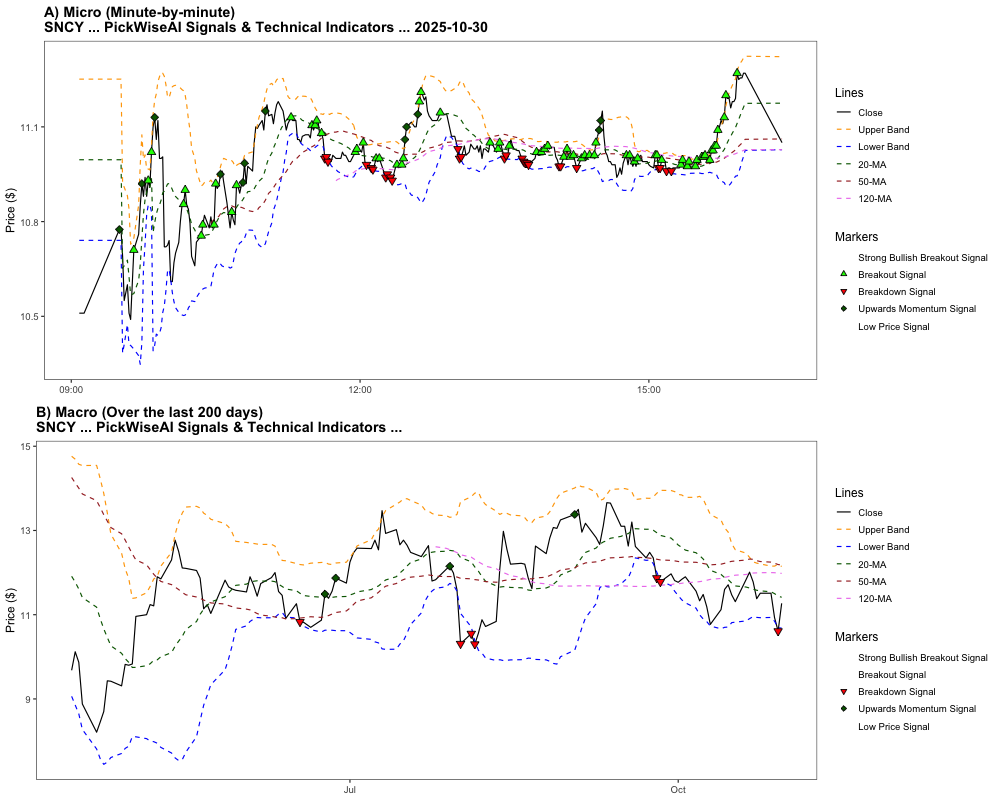 A) Micro (Minute-by-minute)
SNCY ... PickWiseAI Signals & Technical Indicators ... 2025-10-30
Price ($)
11.1
10.8
10.5
09:00
12:00
15:00
Lines
Close
Upper Band
Lower Band
20-MA
50-MA
120-MA
Markers
Strong Bullish Breakout Signal
Breakout Signal
Breakdown Signal
Upwards Momentum Signal
Low Price Signal
B) Macro (Over the last 200 days)
SNCY ... PickWiseAI Signals & Technical Indicators ...
Price ($)
15
13
11
9
Jul
Oct
Lines
Close
Upper Band
Lower Band
20-MA
50-MA
120-MA
Markers
Strong Bullish Breakout Signal
Breakout Signal
Breakdown Signal
Upwards Momentum Signal
Low Price Signal